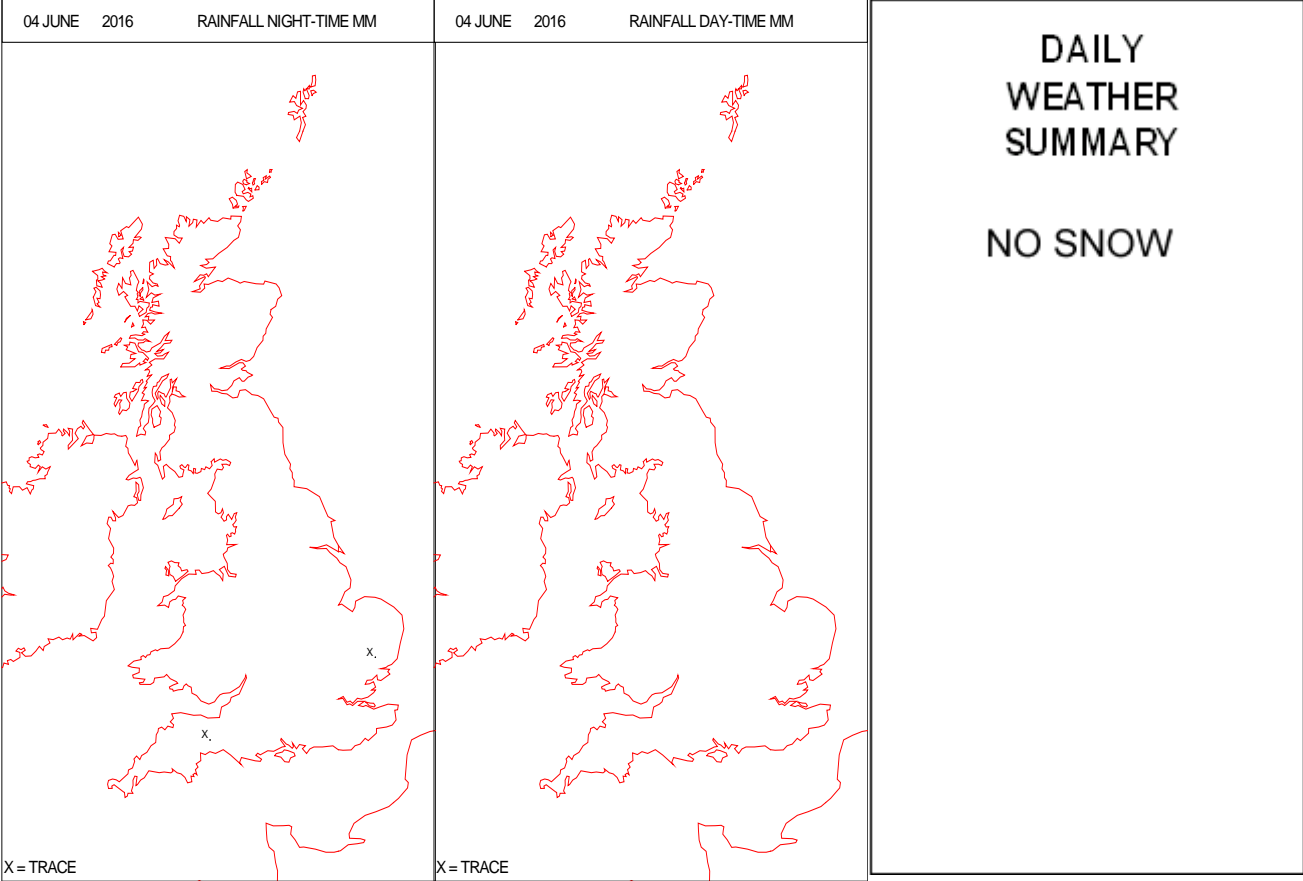 04 JUNE 2016 RAINFALL NIGHT-TIME MM
X.
X.
X = TRACE
04 JUNE 2016 RAINFALL DAY-TIME MM
X = TRACE
DAILY
WEATHER
SUMMARY
NO SNOW